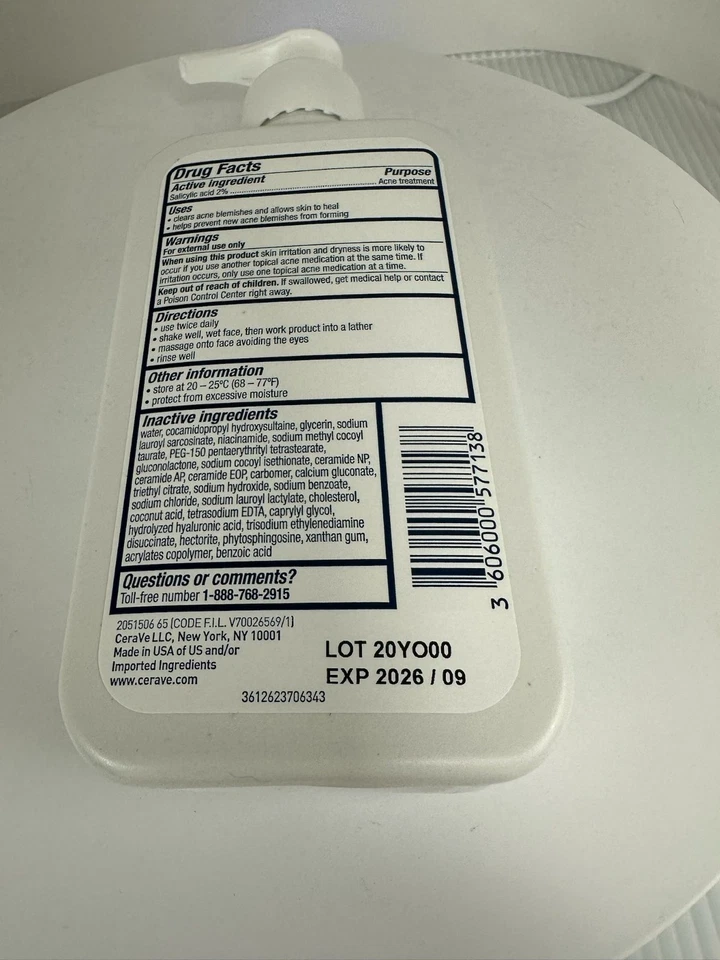 Drug Facts
Active ingredient Purpose
Salicylic acid 2% ........................................ Acne treatment
Uses
• clears acne blemishes and allows skin to heal
• helps prevent new acne blemishes from forming
Warnings
For external use only
When using this product skin irritation and dryness is more likely to
occur if you use another topical acne medication at the same time. If
irritation occurs, only use one topical acne medication at a time.
Keep out of reach of children. If swallowed, get medical help or contact
a Poison Control Center right away.
Directions
• use twice daily
• shake well, wet face, then work product into a lather
• massage onto face avoiding the eyes
• rinse well
Other information
• store at 20 – 25ºC (68 – 77ºF)
• protect from excessive moisture
Inactive ingredients
water, cocamidopropyl hydroxysultaine, glycerin, sodium
lauroyl sarcosinate, niacinamide, sodium methyl cocoyl
taurate, PEG-150 pentaerythrityl tetrastearate,
gluconolactone, sodium cocoyl isethionate, ceramide NP,
ceramide AP, ceramide EOP, carbomer, calcium gluconate,
triethyl citrate, sodium hydroxide, sodium benzoate,
sodium chloride, sodium lauroyl lactylate, cholesterol,
coconut acid, tetrasodium EDTA, caprylyl glycol,
hydrolyzed hyaluronic acid, trisodium ethylenediamine
disuccinate, hectorite, phytosphingosine, xanthan gum,
acrylates copolymer, benzoic acid
3 606000 577138
Questions or comments?
Toll-free number 1-888-768-2915
2051506 65 (CODE F.I.L. V70026569/1)
CeraVe LLC, New York, NY 10001
Made in USA of US and/or
Imported Ingredients
www.cerave.com
LOT 20YO00
EXP 2026 / 09
3612623706343